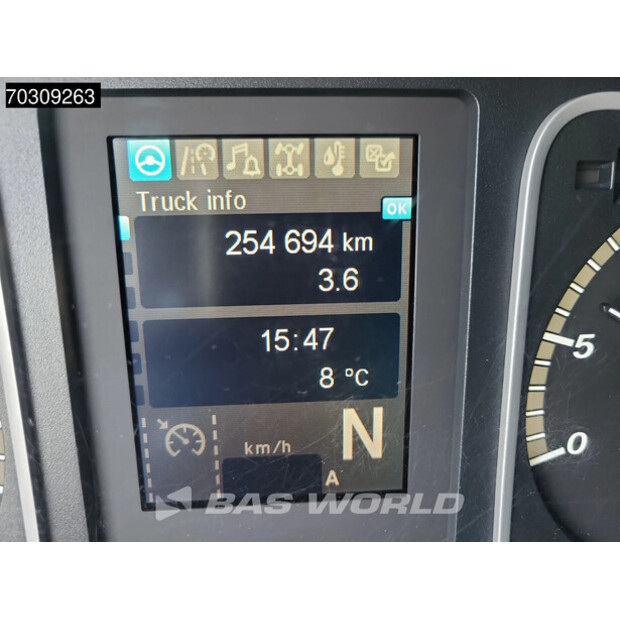 70309263
Truck info
OK
254 694 km
3.6
15:47
8 °C
km/h
N
A
5
0
BAS WORLD